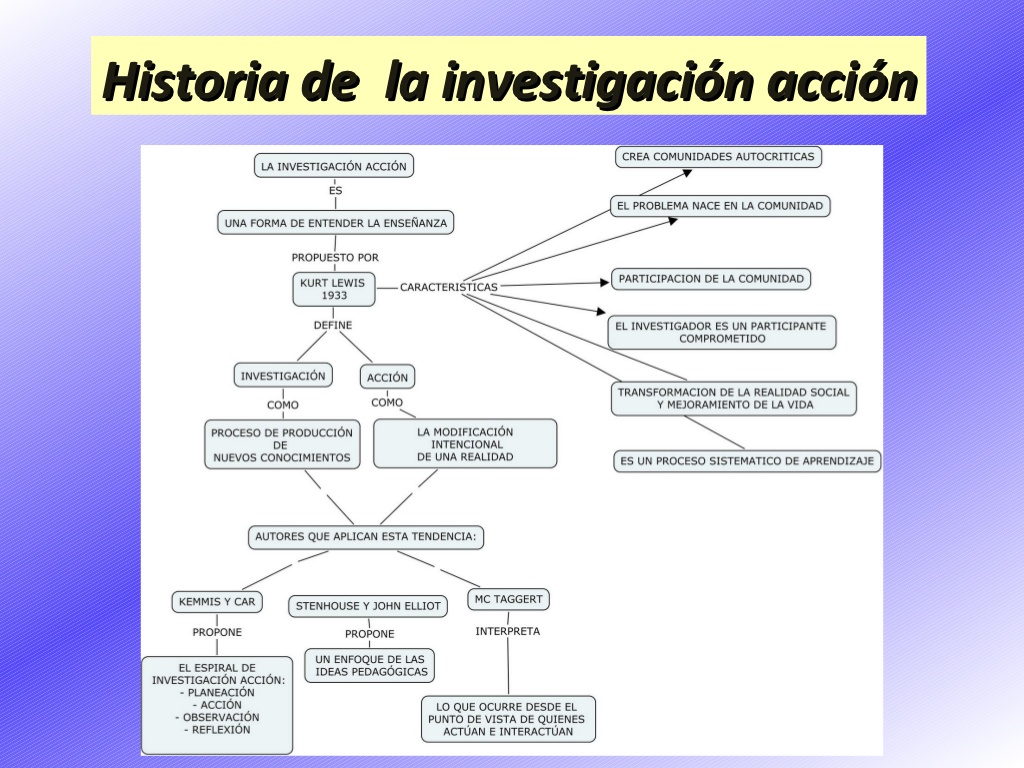 Historia de la investigación acción
LA INVESTIGACIÓN ACCIÓN
ES
UNA FORMA DE ENTENDER LA ENSEÑANZA
PROPUESTO POR
KURT LEWIS
1933
CARACTERISTICAS
CREA COMUNIDADES AUTOCRITICAS
EL PROBLEMA NACE EN LA COMUNIDAD
PARTICIPACION DE LA COMUNIDAD
EL INVESTIGADOR ES UN PARTICIPANTE
COMPROMETIDO
TRANSFORMACION DE LA REALIDAD SOCIAL
Y MEJORAMIENTO DE LA VIDA
ES UN PROCESO SISTEMATICO DE APRENDIZAJE
DEFINE
INVESTIGACIÓN
COMO
PROCESO DE PRODUCCIÓN
DE
NUEVOS CONOCIMIENTOS
ACCIÓN
COMO
LA MODIFICACIÓN
INTENCIONAL
DE UNA REALIDAD
AUTORES QUE APLICAN ESTA TENDENCIA:
KEMMIS Y CAR
PROPONE
EL ESPIRAL DE
INVESTIGACIÓN ACCIÓN:
- PLANEACIÓN
- ACCIÓN
- OBSERVACIÓN
- REFLEXIÓN
STENHOUSE Y JOHN ELLIOT
PROPONE
UN ENFOQUE DE LAS
IDEAS PEDAGÓGICAS
MC TAGGERT
INTERPRETA
LO QUE OCURRE DESDE EL
PUNTO DE VISTA DE QUIENES
ACTÚAN E INTERACTÚAN